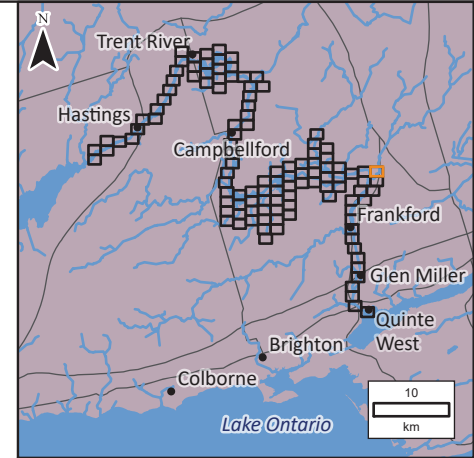 N
Trent River
Hastings
Campbellford
Frankford
Glen Miller
Quinte
West
Brighton
Colborne
Lake Ontario
10
km